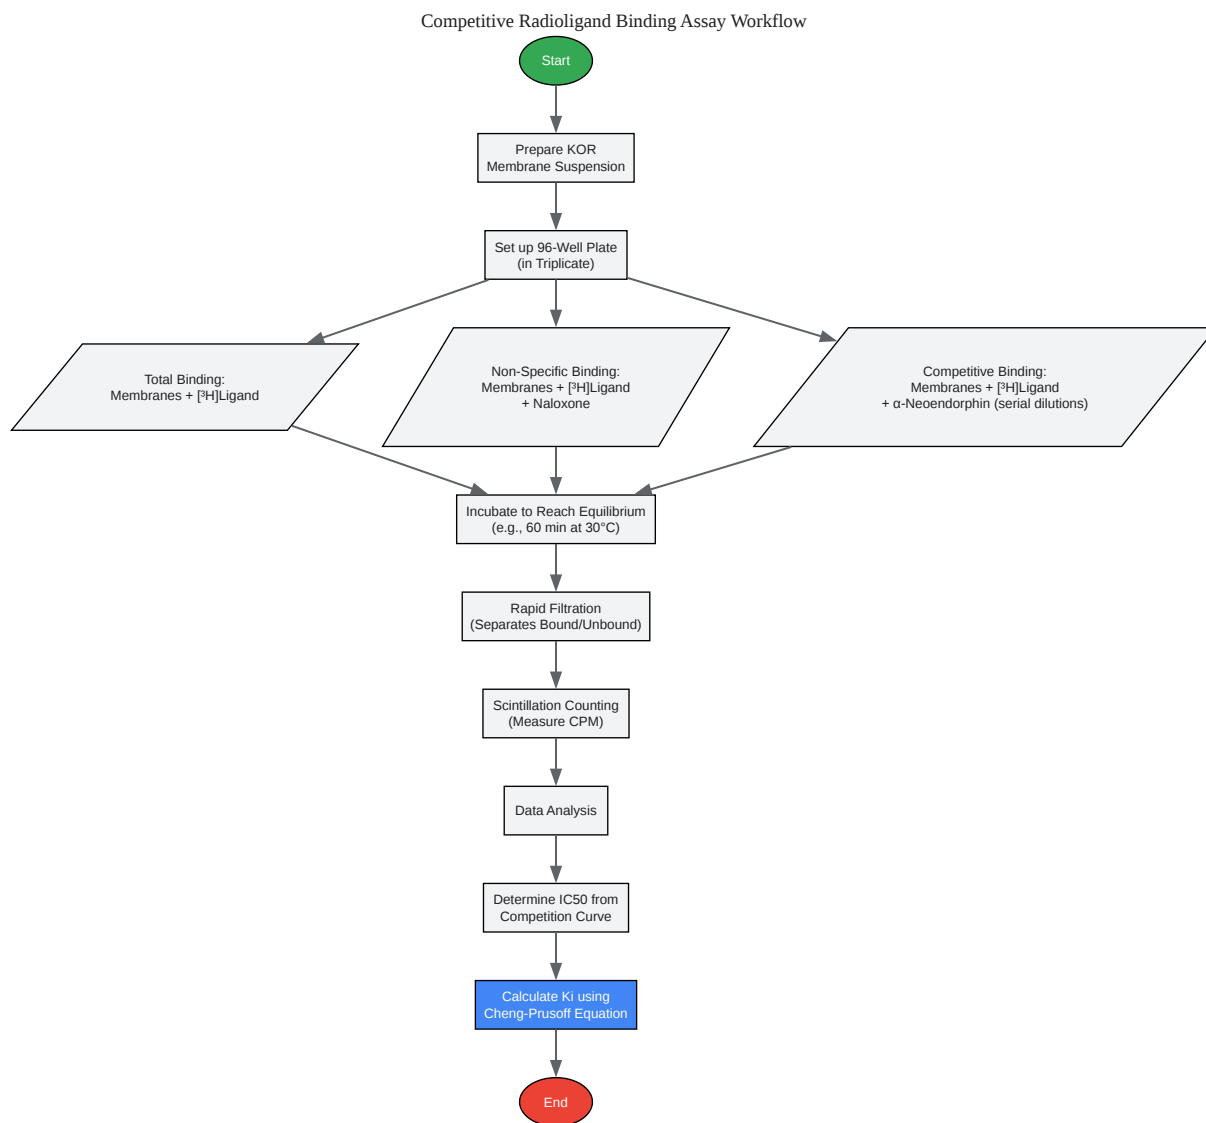 Competitive Radioligand Binding Assay Workflow
Start
Prepare KOR
Membrane Suspension
Set up 96-Well Plate
(in Triplicate)
Total Binding:
Membranes + [³H]Ligand
Non-Specific Binding:
Membranes + [³H]Ligand
+ Naloxone
Competitive Binding:
Membranes + [³H]Ligand
+ α-Neoendorphin (serial dilutions)
Incubate to Reach Equilibrium
(e.g., 60 min at 30°C)
Rapid Filtration
(Separates Bound/Unbound)
Scintillation Counting
(Measure CPM)
Data Analysis
Determine IC50 from
Competition Curve
Calculate Ki using
Cheng-Prusoff Equation
End